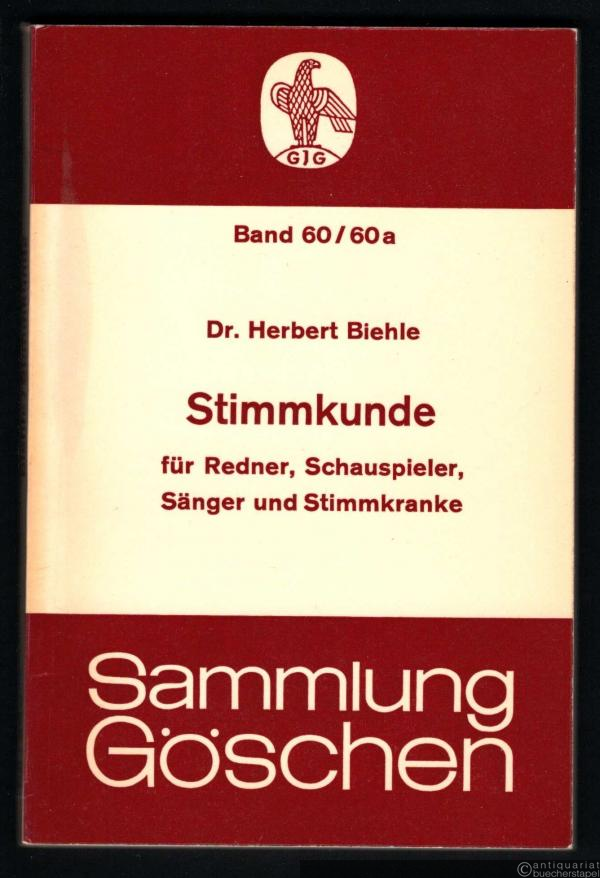 GJG
Band 60/60a
Dr. Herbert Biehle
Stimmkunde
für Redner, Schauspieler,
Sänger und Stimmkranke
Sammlung
Göschen
antiquariat
buecherstapel